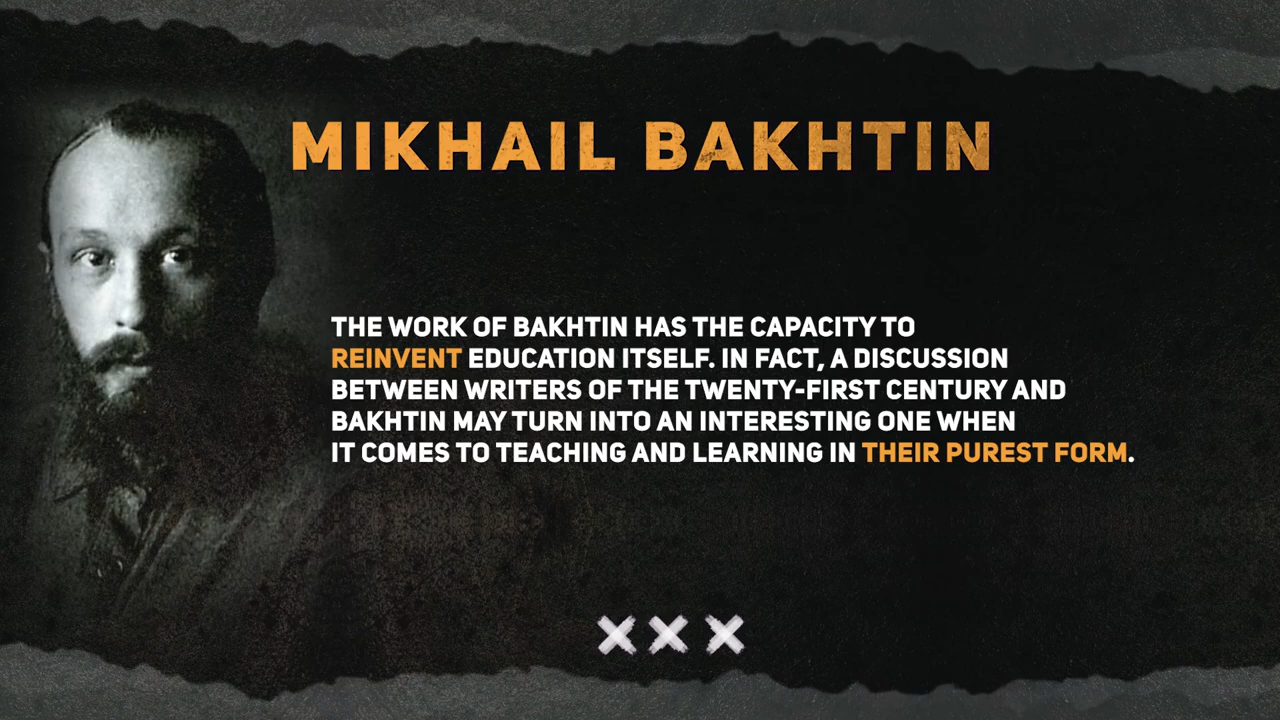 MIKHAIL BAKHTIN
THE WORK OF BAKHTIN HAS THE CAPACITY TO
REINVENT EDUCATION ITSELF. IN FACT, A DISCUSSION
BETWEEN WRITERS OF THE TWENTY-FIRST CENTURY AND
BAKHTIN MAY TURN INTO AN INTERESTING ONE WHEN
IT COMES TO TEACHING AND LEARNING IN THEIR PUREST FORM.